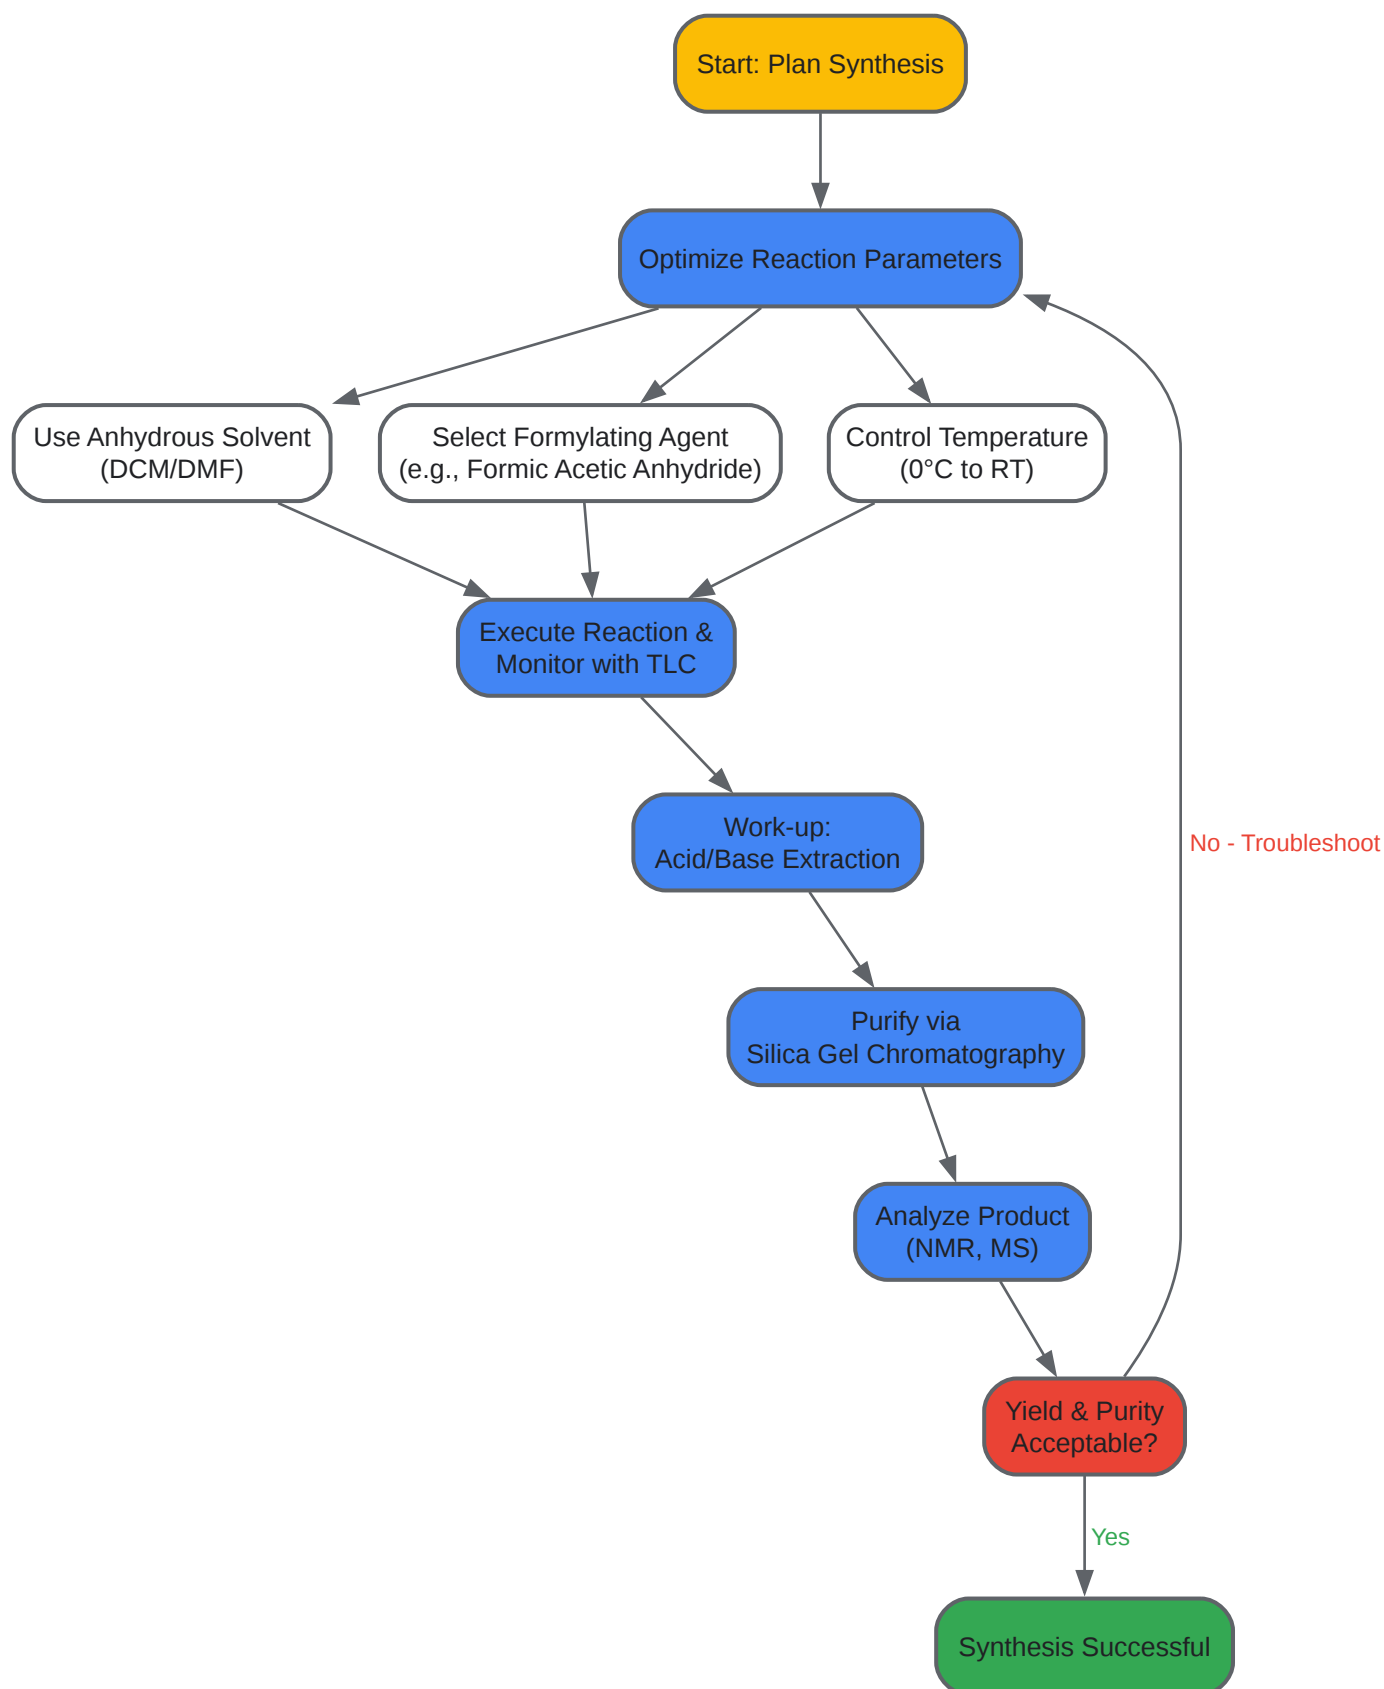 Start: Plan Synthesis
Optimize Reaction Parameters
Use Anhydrous Solvent
(DCM/DMF)
Select Formylating Agent
(e.g., Formic Acetic Anhydride)
Control Temperature
(0°C to RT)
Execute Reaction &
Monitor with TLC
Work-up:
Acid/Base Extraction
No - Troubleshoot
Purify via
Silica Gel Chromatography
Analyze Product
(NMR, MS)
Yield & Purity
Acceptable?
Yes
Synthesis Successful